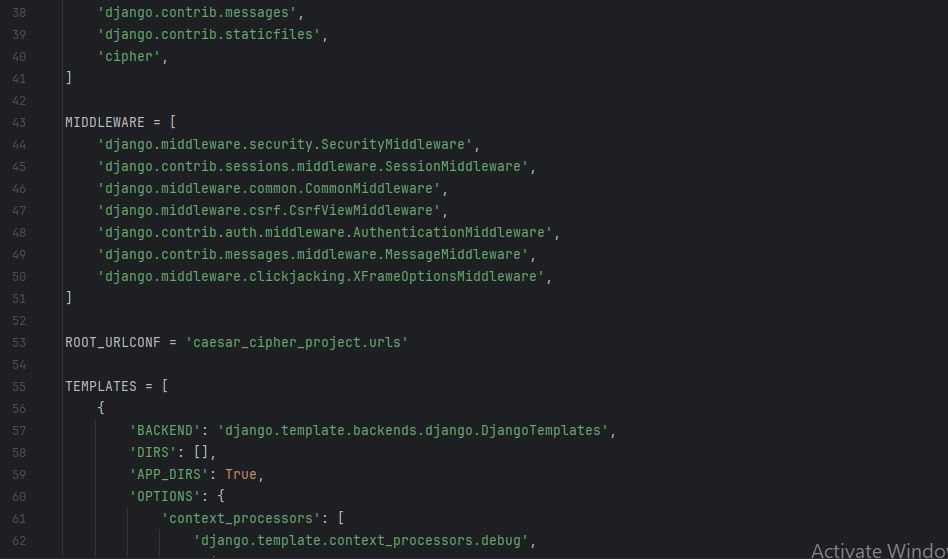 38 'django.contrib.messages',
39 'django.contrib.staticfiles',
40 'cipher',
41 ]
42
43 MIDDLEWARE = [
44 'django.middleware.security.SecurityMiddleware',
45 'django.contrib.sessions.middleware.SessionMiddleware',
46 'django.middleware.common.CommonMiddleware',
47 'django.middleware.csrf.CsrfViewMiddleware',
48 'django.contrib.auth.middleware.AuthenticationMiddleware',
49 'django.contrib.messages.middleware.MessageMiddleware',
50 'django.middleware.clickjacking.XFrameOptionsMiddleware',
51 ]
52
53 ROOT_URLCONF = 'caesar_cipher_project.urls'
54
55 TEMPLATES = [
56 {
57 'BACKEND': 'django.template.backends.django.DjangoTemplates',
58 'DIRS': [],
59 'APP_DIRS': True,
60 'OPTIONS': {
61 'context_processors': [
62 'django.template.context_processors.debug',
Activate Windo